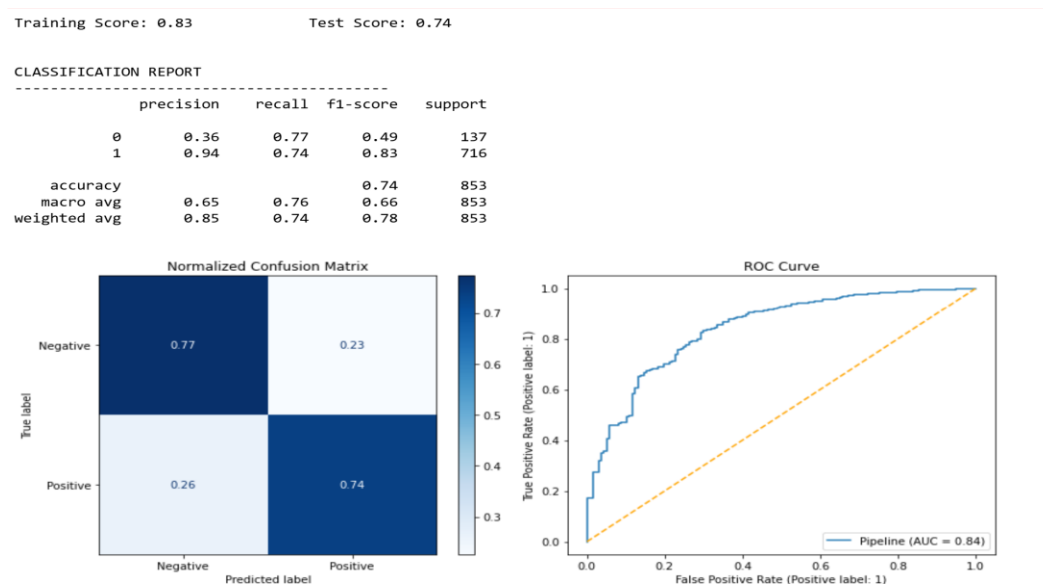 Training Score: 0.83 Test Score: 0.74
CLASSIFICATION REPORT
-------------------------------------------
precision recall f1-score support
0 0.36 0.77 0.49 137
1 0.94 0.74 0.83 716
accuracy 0.74 853
macro avg 0.65 0.76 0.66 853
weighted avg 0.85 0.74 0.78 853
Normalized Confusion Matrix
True label
Negative
Positive
0.77 0.23
0.26 0.74
Negative Positive
Predicted label
0.7
0.6
0.5
0.4
0.3
ROC Curve
True Positive Rate (Positive label: 1)
1.0
0.8
0.6
0.4
0.2
0.0
Pipeline (AUC = 0.84)
0.0 0.2 0.4 0.6 0.8 1.0
False Positive Rate (Positive label: 1)